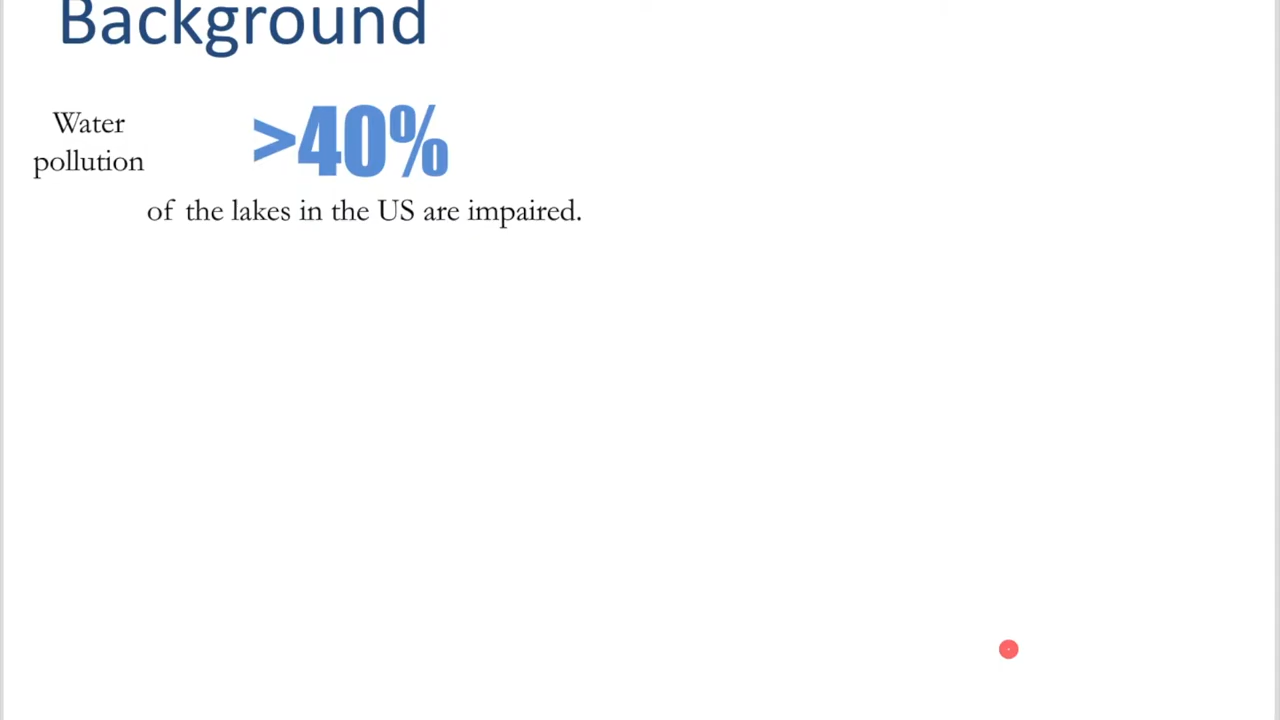 Background
Water
pollution
>40%
of the lakes in the US are impaired.